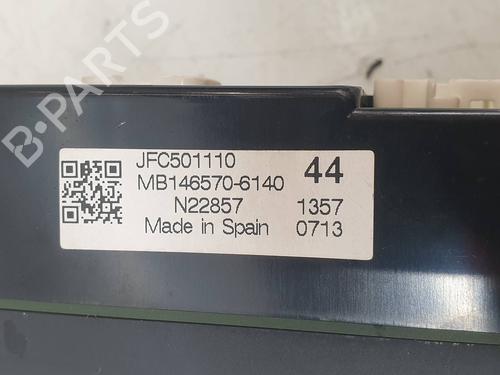 JFC501110
MB146570-6140 44
N22857 1357
Made in Spain 0713
B-PARTS